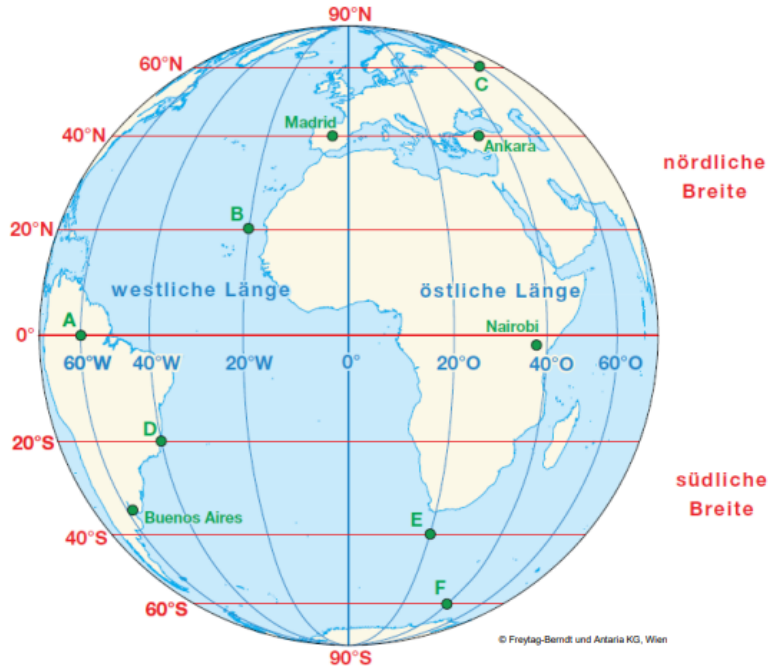 90°N
60°N
C
Madrid
40°N
Ankara
nördliche
Breite
B
20°N
westliche Länge
östliche Länge
A
Nairobi
0°
60°W 40°W 20°W 0° 20°O 40°O 60°O
D
20°S
südliche
Breite
Buenos Aires
E
40°S
F
60°S
© Freytag-Berndt und Antaria KG, Wien
90°S